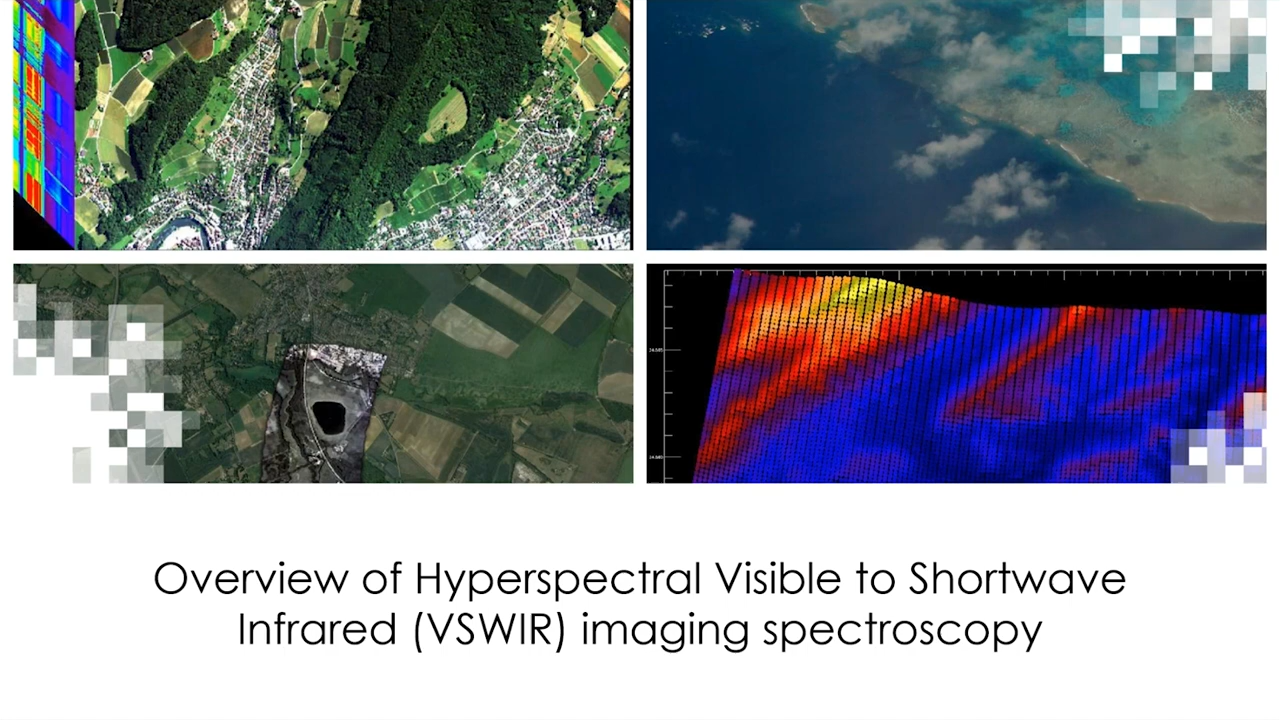 Overview of Hyperspectral Visible to Shortwave
Infrared (VSWIR) imaging spectroscopy